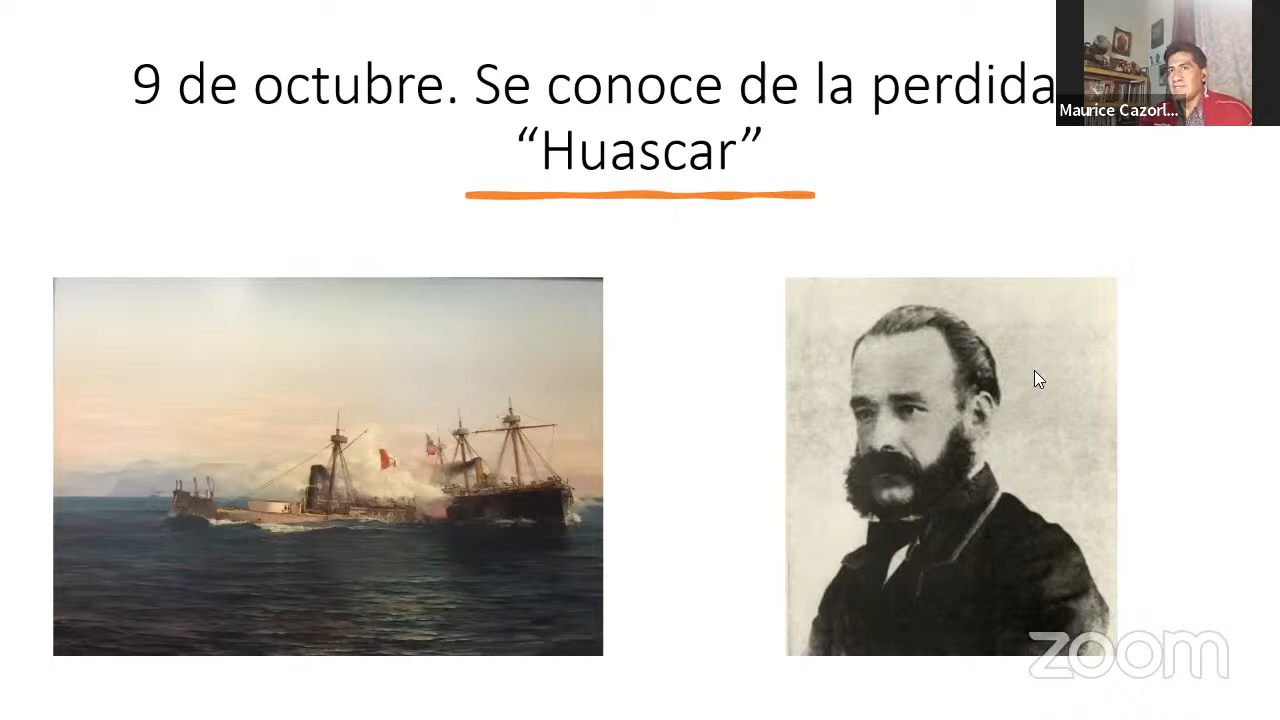 9 de octubre. Se conoce de la perdida
“Huascar”
Maurice Cazorl...
zoom